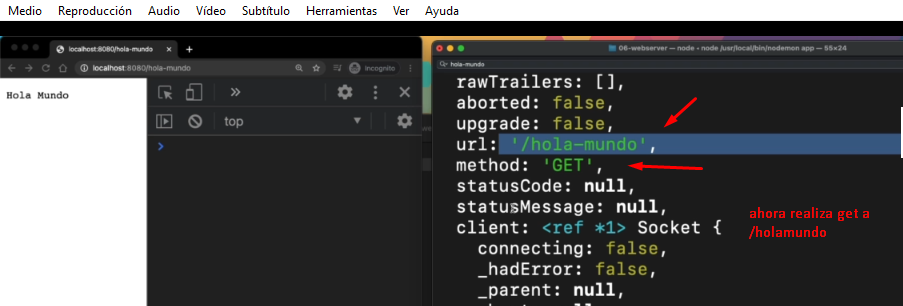 Medio Reproducción Audio Vídeo Subtítulo Herramientas Ver Ayuda
localhost:8080/hola-mundo
localhost:8080/hola-mundo
Incognito
Hola Mundo
top
06-webserver — node • node /usr/local/bin/nodemon app — 55×24
hola-mundo
rawTrailers: [],
aborted: false,
upgrade: false,
url: '/hola-mundo',
method: 'GET',
statusCode: null,
statusMessage: null,
client: <ref *1> Socket {
connecting: false,
_hadError: false,
_parent: null,
ahora realiza get a
/holamundo